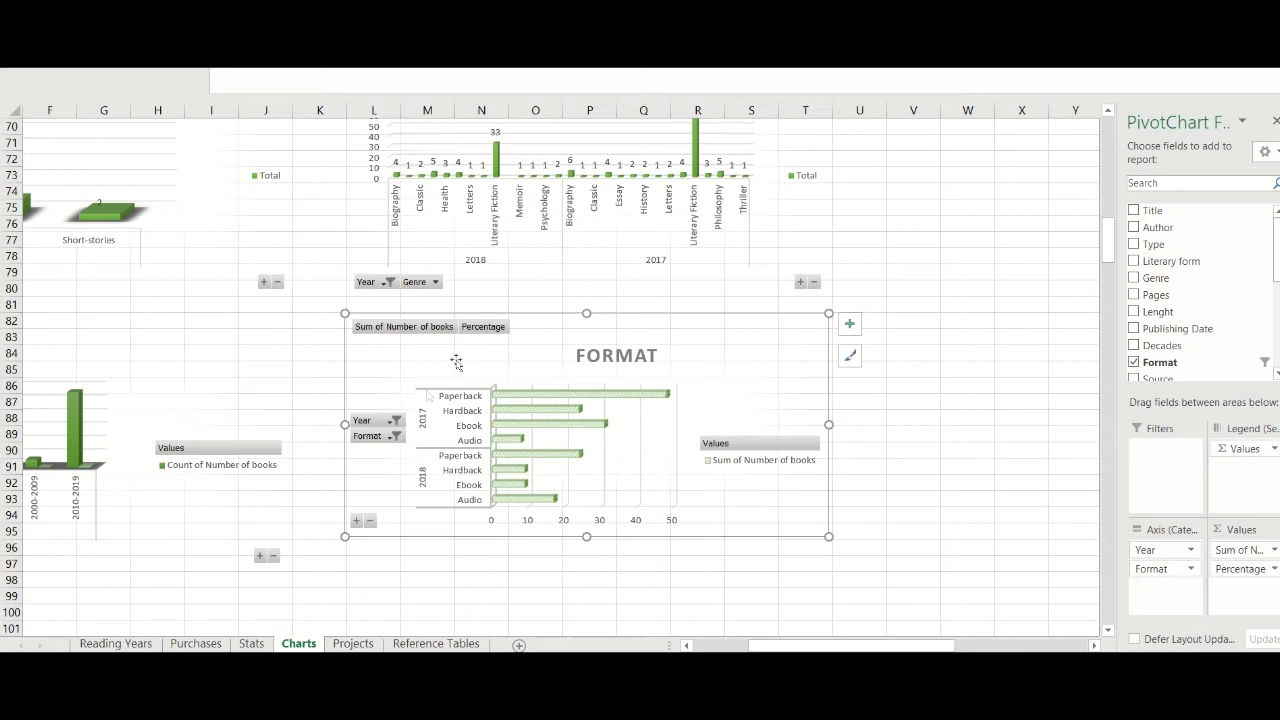 F G H I J K L M N O P Q R S T U V W X Y
PivotChart F..
Choose fields to add to
report:
Search
Title
Author
Type
Literary form
Genre
Pages
Lenght
Publishing Date
Decades
Format
Source
Drag fields between areas below:
Filters
Legend (Se...
Σ Values
Axis (Cate...
Σ Values
Year
Format
Sum of N...
Percentage
Defer Layout Upda...
Update
70
71
72
73
74
75
76
77
78
79
80
81
82
83
84
85
86
87
88
89
90
91
92
93
94
95
96
97
98
99
100
101
Total
2
Short-stories
50
40
30
20
10
0
4 1 2 5 3 4 1 1 33 1 1 1 2 6 1 4 1 2 2 1 2 4 3 5 1 1
Biography
Classic
Health
Letters
Literary Fiction
Memoir
Psychology
Biography
Classic
Essay
History
Letters
Literary Fiction
Philosophy
Thriller
2018 2017
Total
+ −
Year Genre
+ −
Sum of Number of books Percentage
FORMAT
Year
Format
2017
Paperback
Hardback
Ebook
Audio
2018
Paperback
Hardback
Ebook
Audio
0 10 20 30 40 50
Values
Sum of Number of books
+ −
Values
Count of Number of books
2000-2009
2010-2019
+ −
Reading Years Purchases Stats Charts Projects Reference Tables